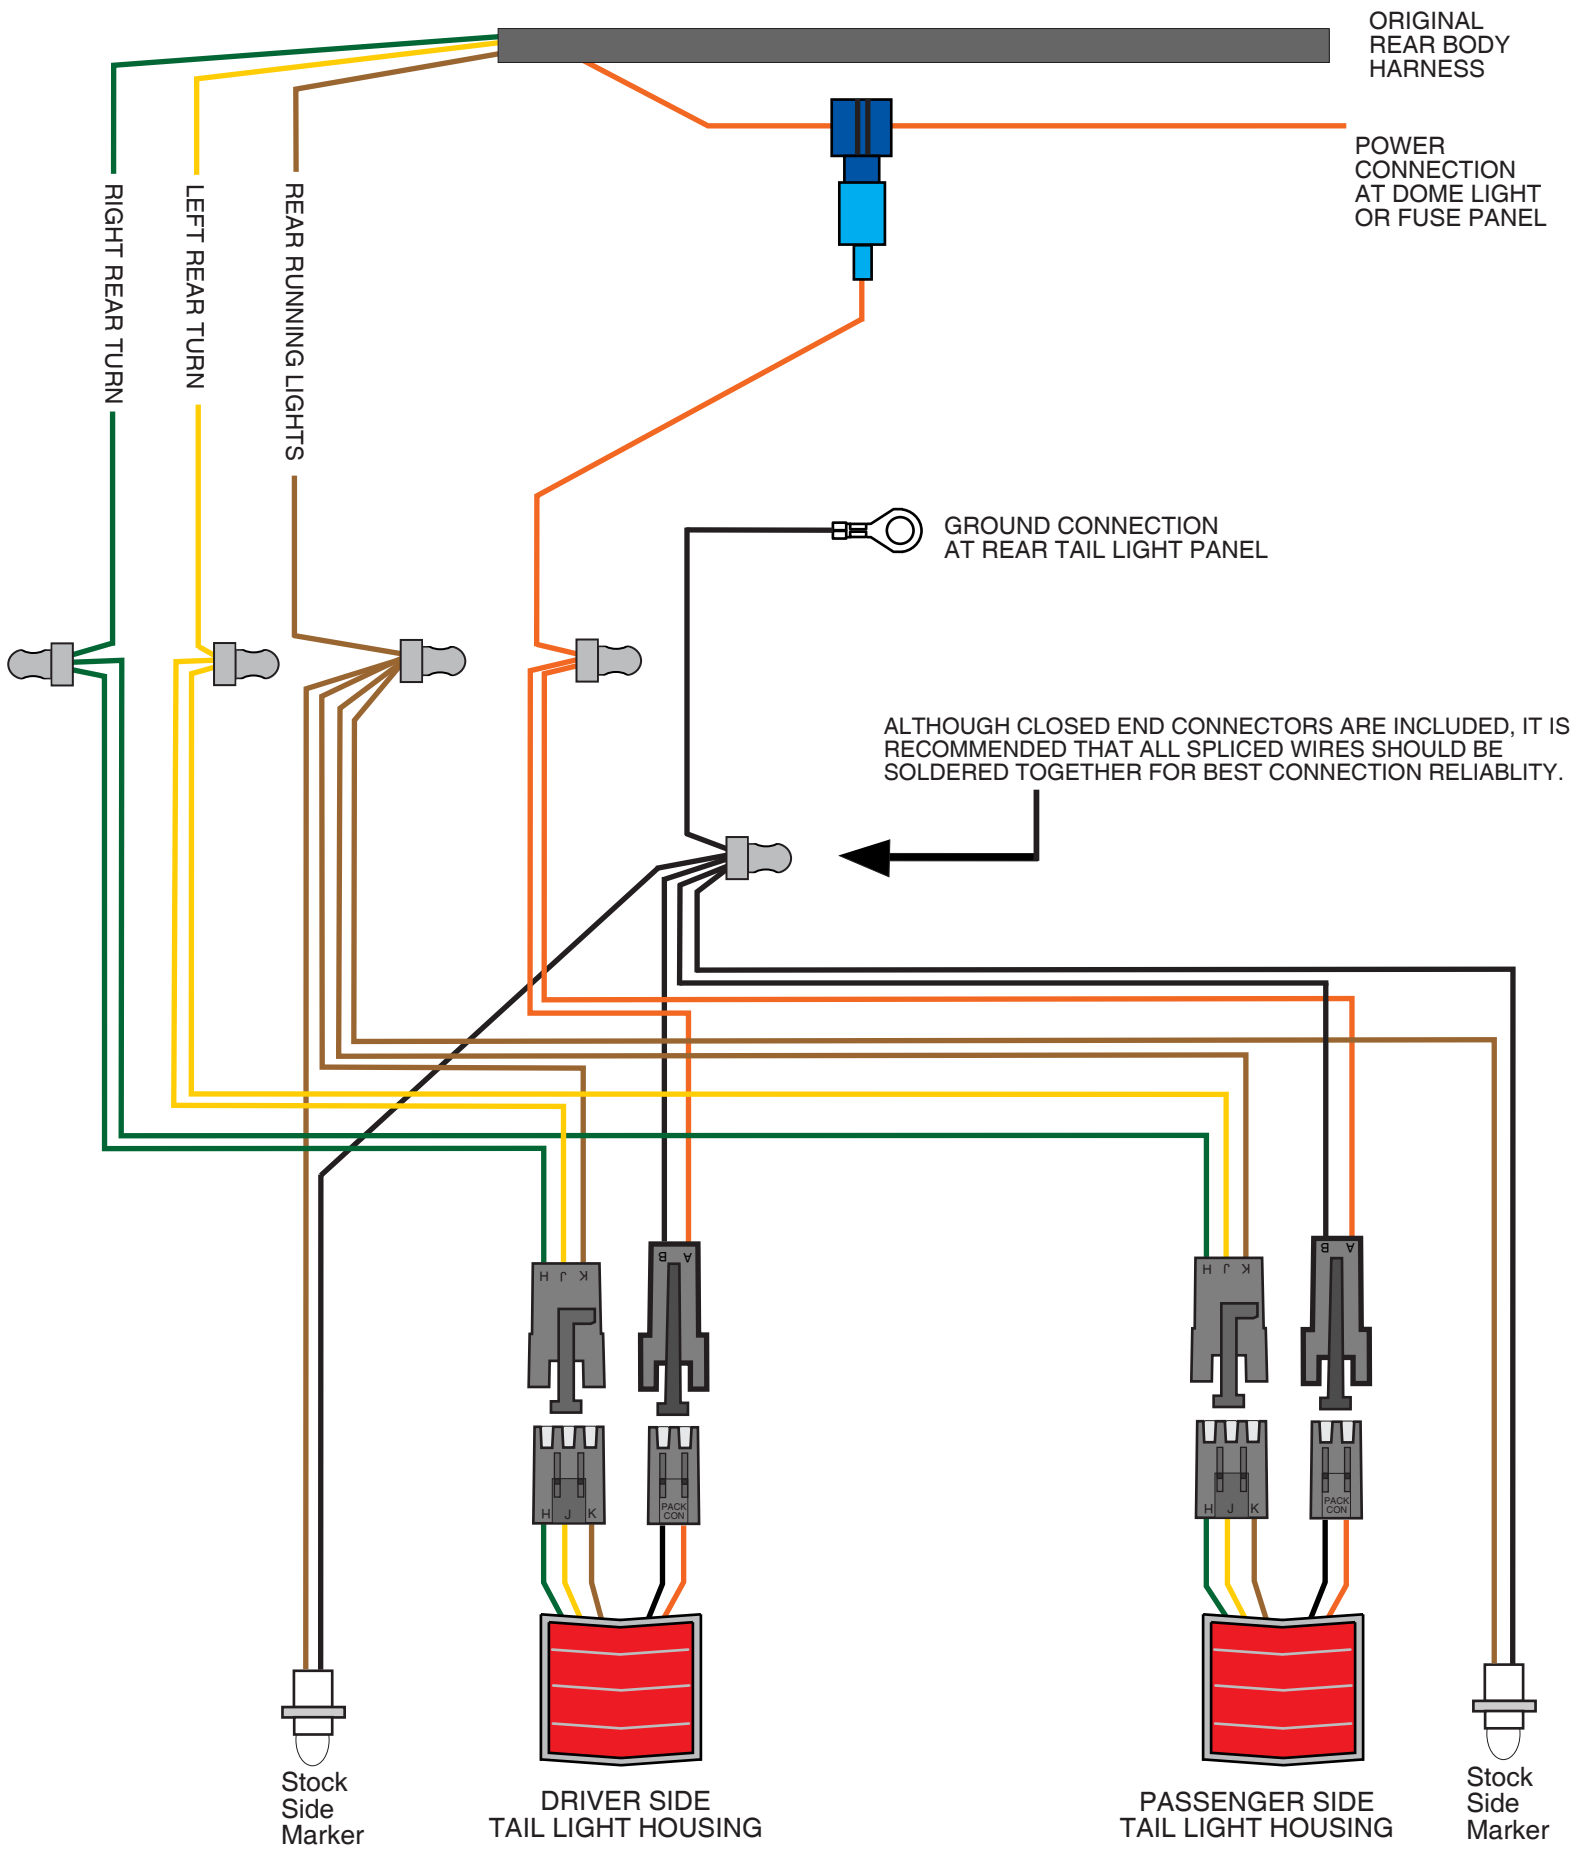 ORIGINAL
REAR BODY
HARNESS
POWER
CONNECTION
AT DOME LIGHT
OR FUSE PANEL
RIGHT REAR TURN
LEFT REAR TURN
REAR RUNNING LIGHTS
GROUND CONNECTION
AT REAR TAIL LIGHT PANEL
ALTHOUGH CLOSED END CONNECTORS ARE INCLUDED, IT IS
RECOMMENDED THAT ALL SPLICED WIRES SHOULD BE
SOLDERED TOGETHER FOR BEST CONNECTION RELIABLITY.
H J K
B A
H J K
B A
H J K
PACK
CON
H J K
PACK
CON
Stock
Side
Marker
DRIVER SIDE
TAIL LIGHT HOUSING
PASSENGER SIDE
TAIL LIGHT HOUSING
Stock
Side
Marker